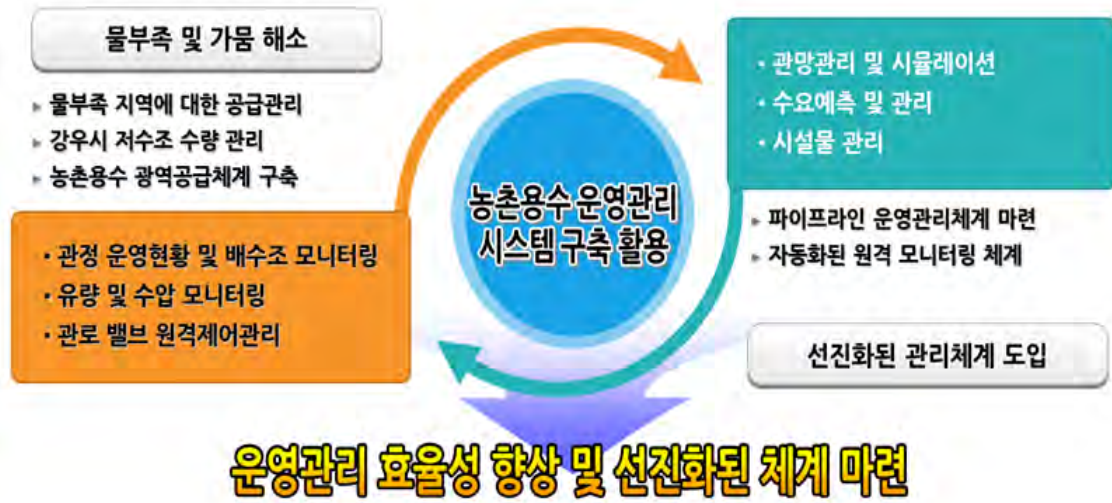 물부족 및 가뭄 해소
▸ 물부족 지역에 대한 공급관리
▸ 강우시 저수조 수량 관리
▸ 농촌용수 광역공급체계 구축
· 관정 운영현황 및 배수조 모니터링
· 유량 및 수압 모니터링
· 관로 밸브 원격제어관리
농촌용수 운영관리
시스템 구축 활용
· 관망관리 및 시뮬레이션
· 수요예측 및 관리
· 시설물 관리
▸ 파이프라인 운영관리체계 마련
▸ 자동화된 원격 모니터링 체계
선진화된 관리체계 도입
운영관리 효율성 향상 및 선진화된 체계 마련